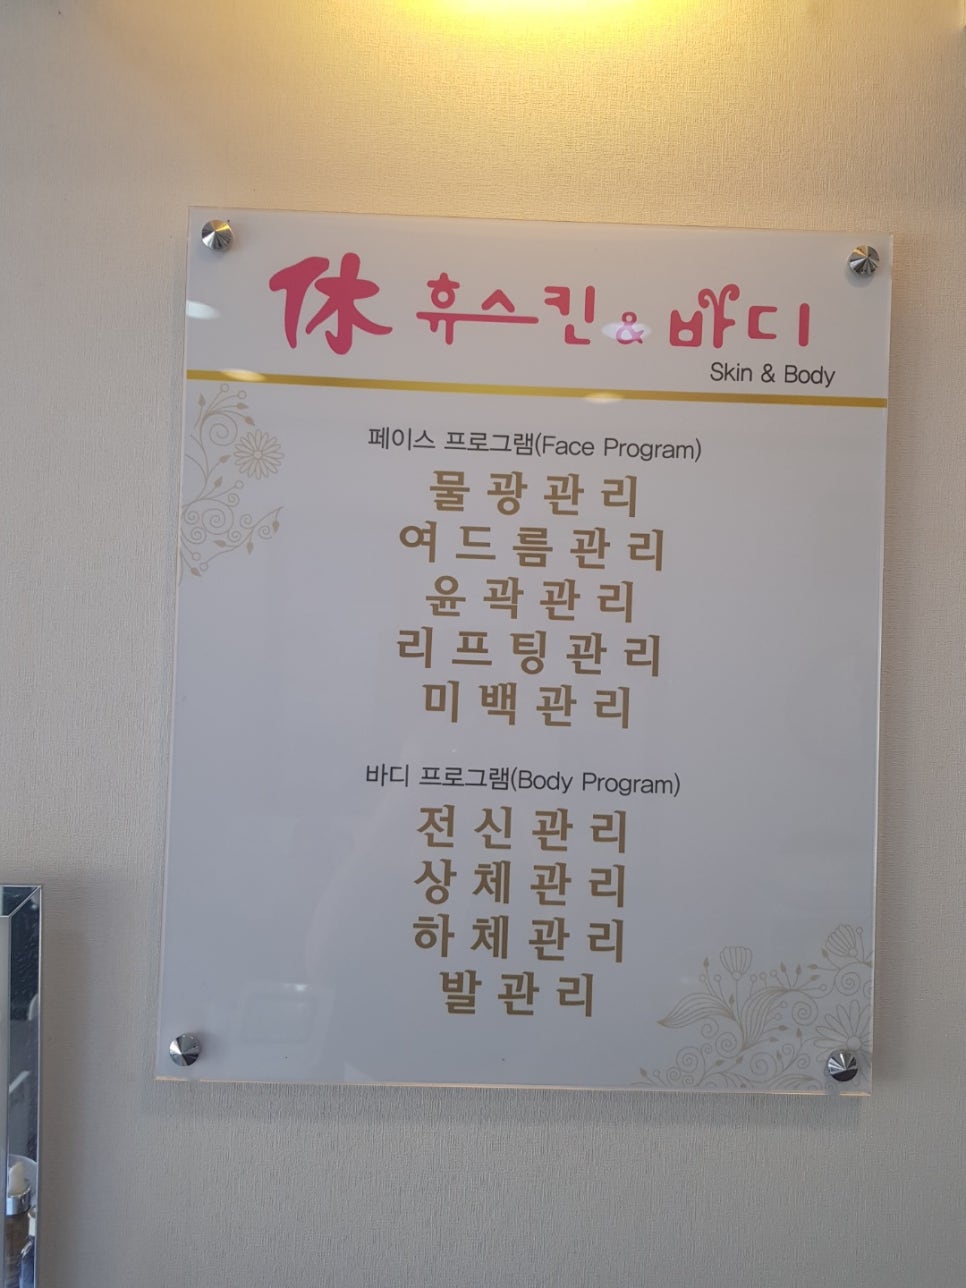 休 휴스킨&바디
Skin & Body
페이스 프로그램(Face Program)
물광관리
여드름관리
윤곽관리
리프팅관리
미백관리
바디 프로그램(Body Program)
전신관리
상체관리
하체관리
발관리